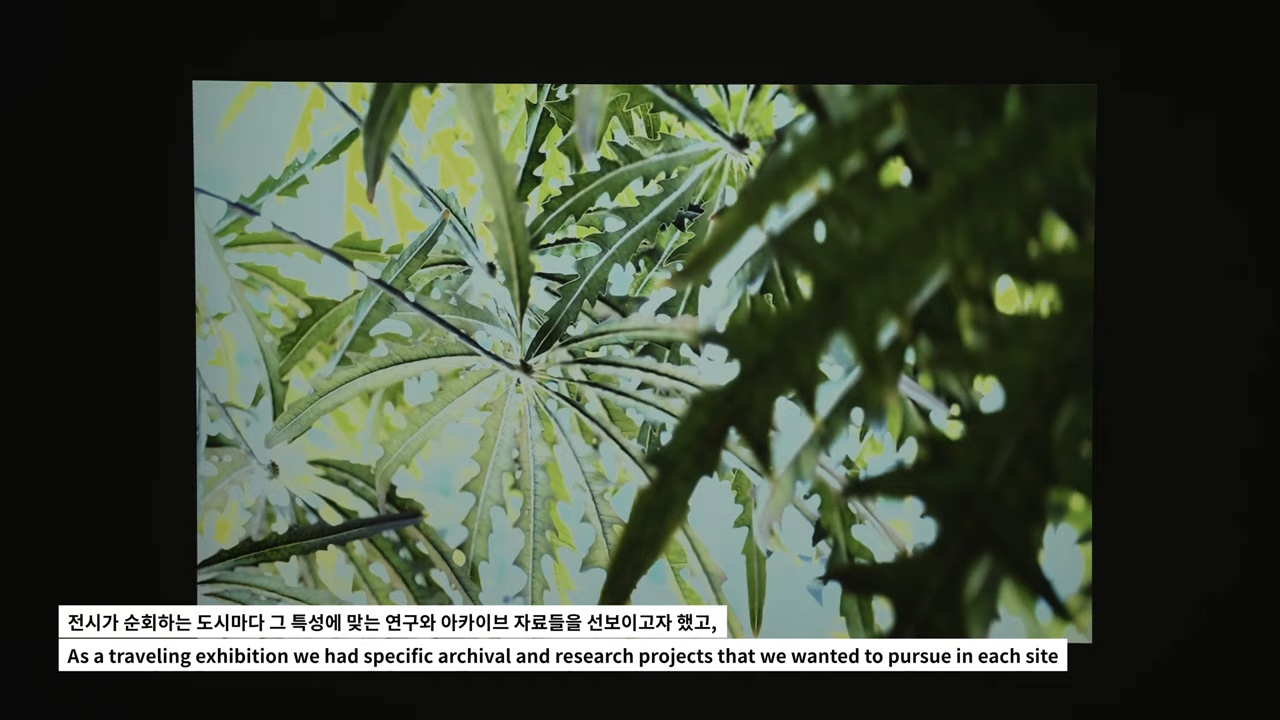 전시가 순회하는 도시마다 그 특성에 맞는 연구와 아카이브 자료들을 선보이고자 했고,
As a traveling exhibition we had specific archival and research projects that we wanted to pursue in each site